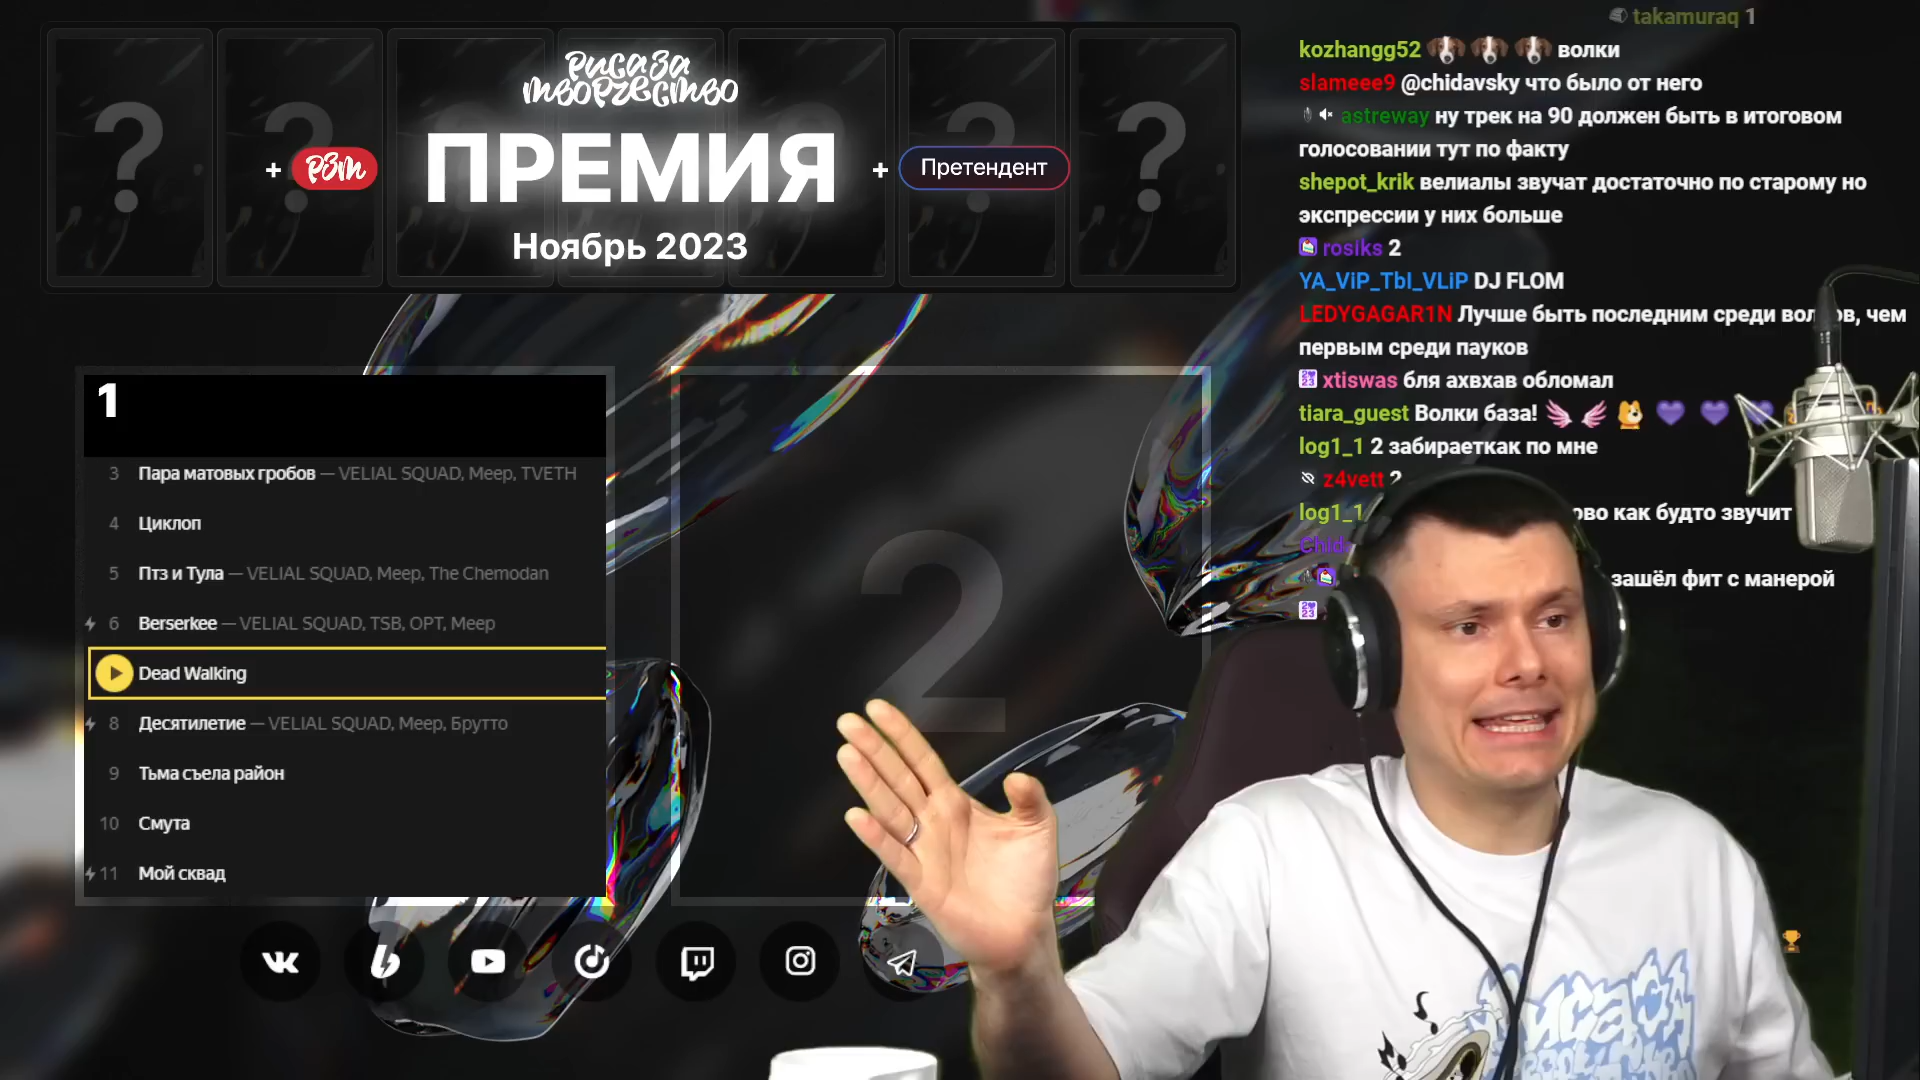 takamuraq 1
kozhangg52 волки
slameee9 @chidavsky что было от него
astreway ну трек на 90 должен быть в итоговом
голосовании тут по факту
shepot_krik велиалы звучат достаточно по старому но
экспрессии у них больше
rosiks 2
YA_ViP_TbI_VLiP DJ FLOM
LEDYGAGAR1N Лучше быть последним среди
первым среди пауков
xtiswas бля ахвхав обломал
tiara_guest Волки база!
log1_1 2 забираеткак по мне
z4vett 2
log1_1 как будто звучит
Chid
зашёл фит с манерой
РИСАЗА
ТВОРЧЕСТВО
+ РЗТ ПРЕМИЯ + Претендент
Ноябрь 2023
? ? ? ?
1
3 Пара матовых гробов — VELIAL SQUAD, Meep, TVETH
4 Циклоп
5 Птз и Тула — VELIAL SQUAD, Meep, The Chemodan
6 Berserkee — VELIAL SQUAD, TSB, OPT, Meep
Dead Walking
8 Десятилетие — VELIAL SQUAD, Meep, Брутто
9 Тьма съела район
10 Смута
11 Мой сквад
2